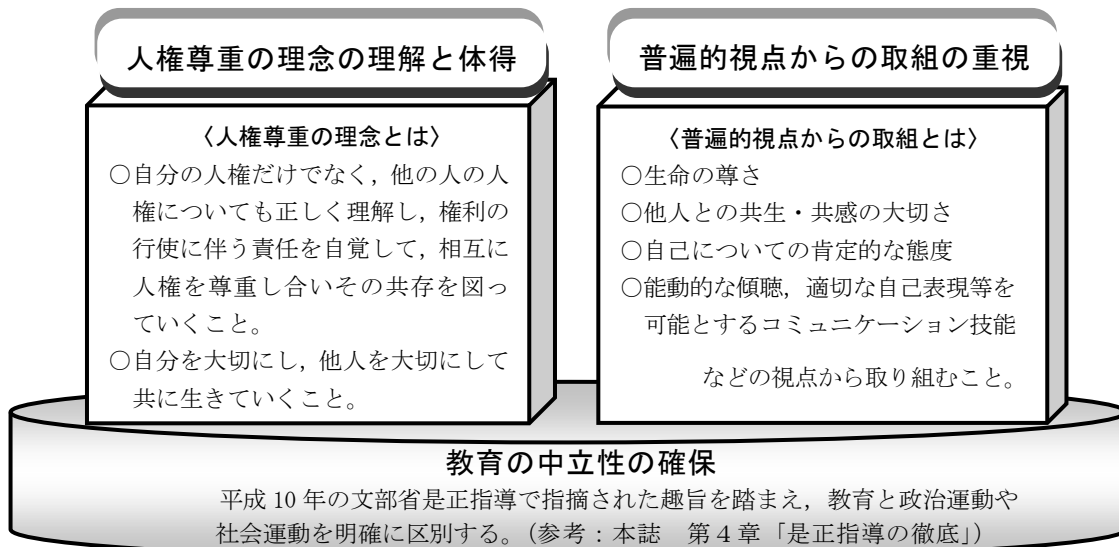 人権尊重の理念の理解と体得
〈人権尊重の理念とは〉
○自分の人権だけでなく，他の人の人
権についても正しく理解し，権利の
行使に伴う責任を自覚して，相互に
人権を尊重し合いその共存を図っ
ていくこと。
○自分を大切にし，他人を大切にして
共に生きていくこと。
普遍的視点からの取組の重視
〈普遍的視点からの取組とは〉
○生命の尊さ
○他人との共生・共感の大切さ
○自己についての肯定的な態度
○能動的な傾聴，適切な自己表現等を
可能とするコミュニケーション技能
などの視点から取り組むこと。
教育の中立性の確保
平成 10 年の文部省是正指導で指摘された趣旨を踏まえ，教育と政治運動や
社会運動を明確に区別する。（参考：本誌　第４章「是正指導の徹底」）